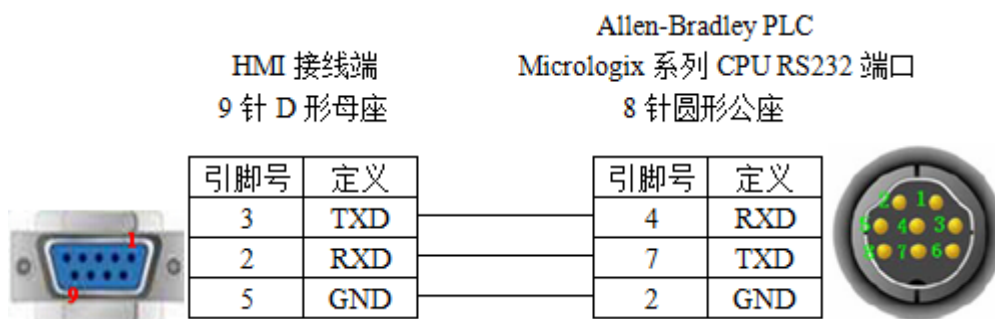 Allen-Bradley PLC
HMI 接线端
Micrologix 系列 CPU RS232 端口
9 针 D 形母座
8 针圆形公座
引脚号 定义
引脚号 定义
3 TXD
4 RXD
2 RXD
7 TXD
5 GND
2 GND
1
9
2 1
5 4 3
8 7 6